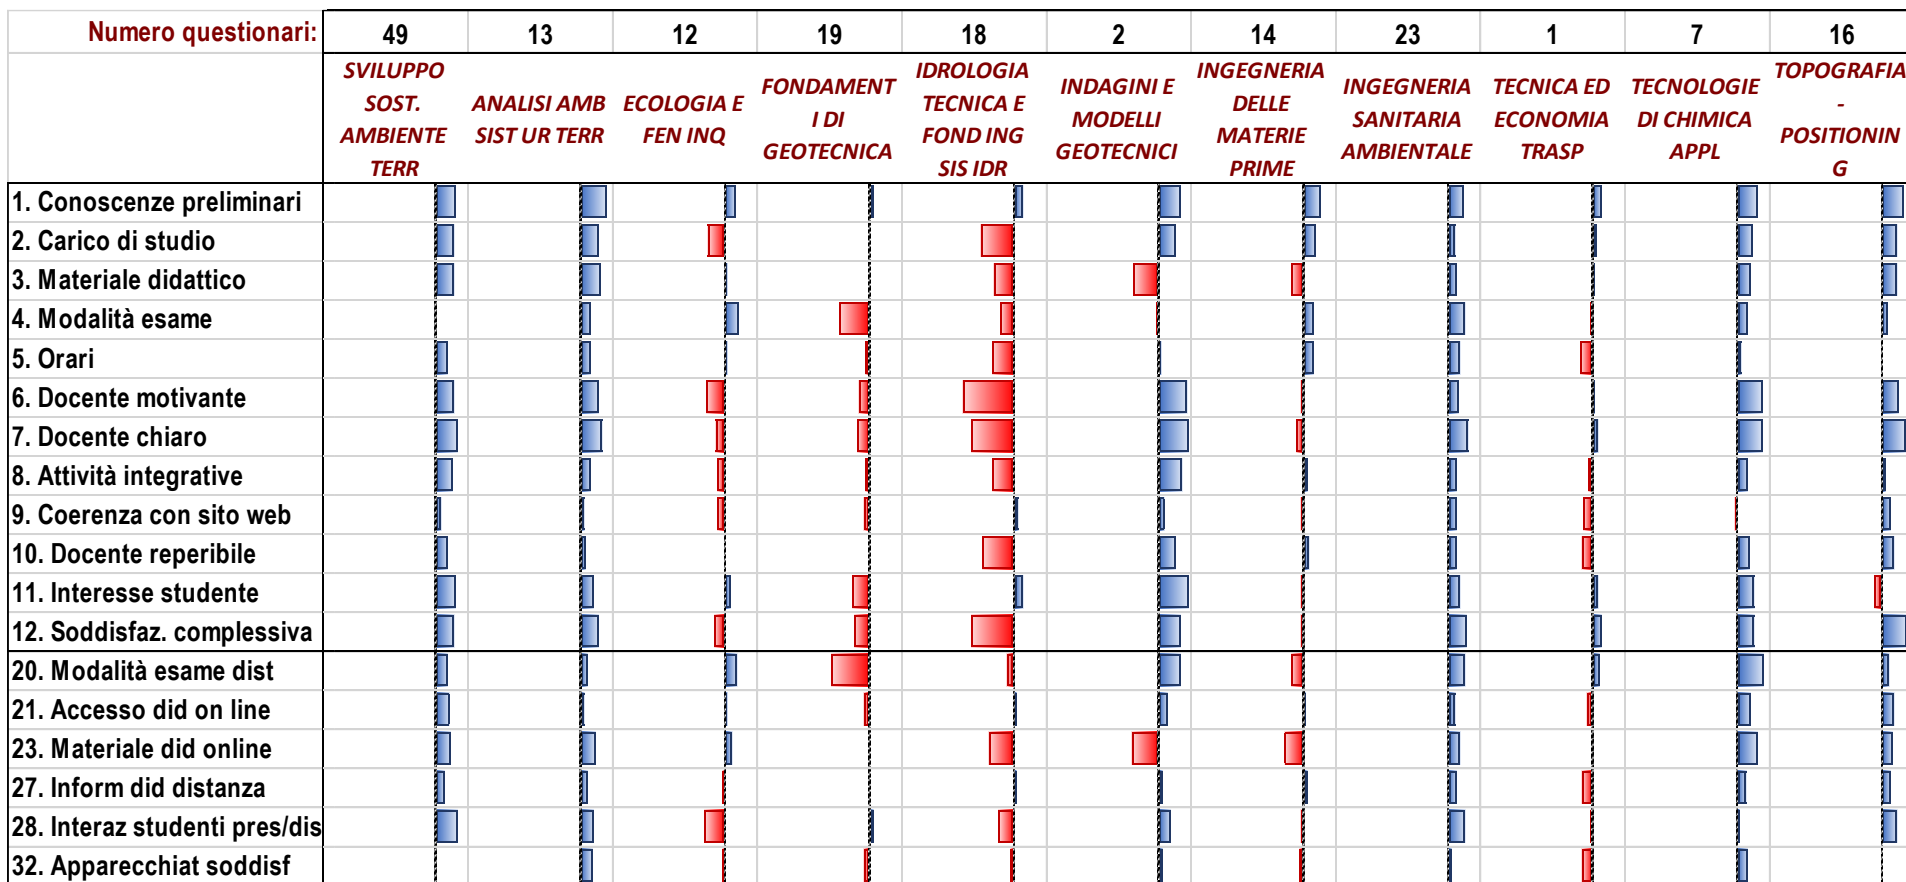 Numero questionari: 49 13 12 19 18 2 14 23 1 7 16
SVILUPPO
SOST.
AMBIENTE
TERR
ANALISI AMB
SIST UR TERR
ECOLOGIA E
FEN INQ
FONDAMENT
I DI
GEOTECNICA
IDROLOGIA
TECNICA E
FOND ING
SIS IDR
INDAGINI E
MODELLI
GEOTECNICI
INGEGNERIA
DELLE
MATERIE
PRIME
INGEGNERIA
SANITARIA
AMBIENTALE
TECNICA ED
ECONOMIA
TRASP
TECNOLOGIE
DI CHIMICA
APPL
TOPOGRAFIA
-
POSITIONIN
G
1. Conoscenze preliminari
2. Carico di studio
3. Materiale didattico
4. Modalità esame
5. Orari
6. Docente motivante
7. Docente chiaro
8. Attività integrative
9. Coerenza con sito web
10. Docente reperibile
11. Interesse studente
12. Soddisfaz. complessiva
20. Modalità esame dist
21. Accesso did on line
23. Materiale did online
27. Inform did distanza
28. Interaz studenti pres/dis
32. Apparecchiat soddisf